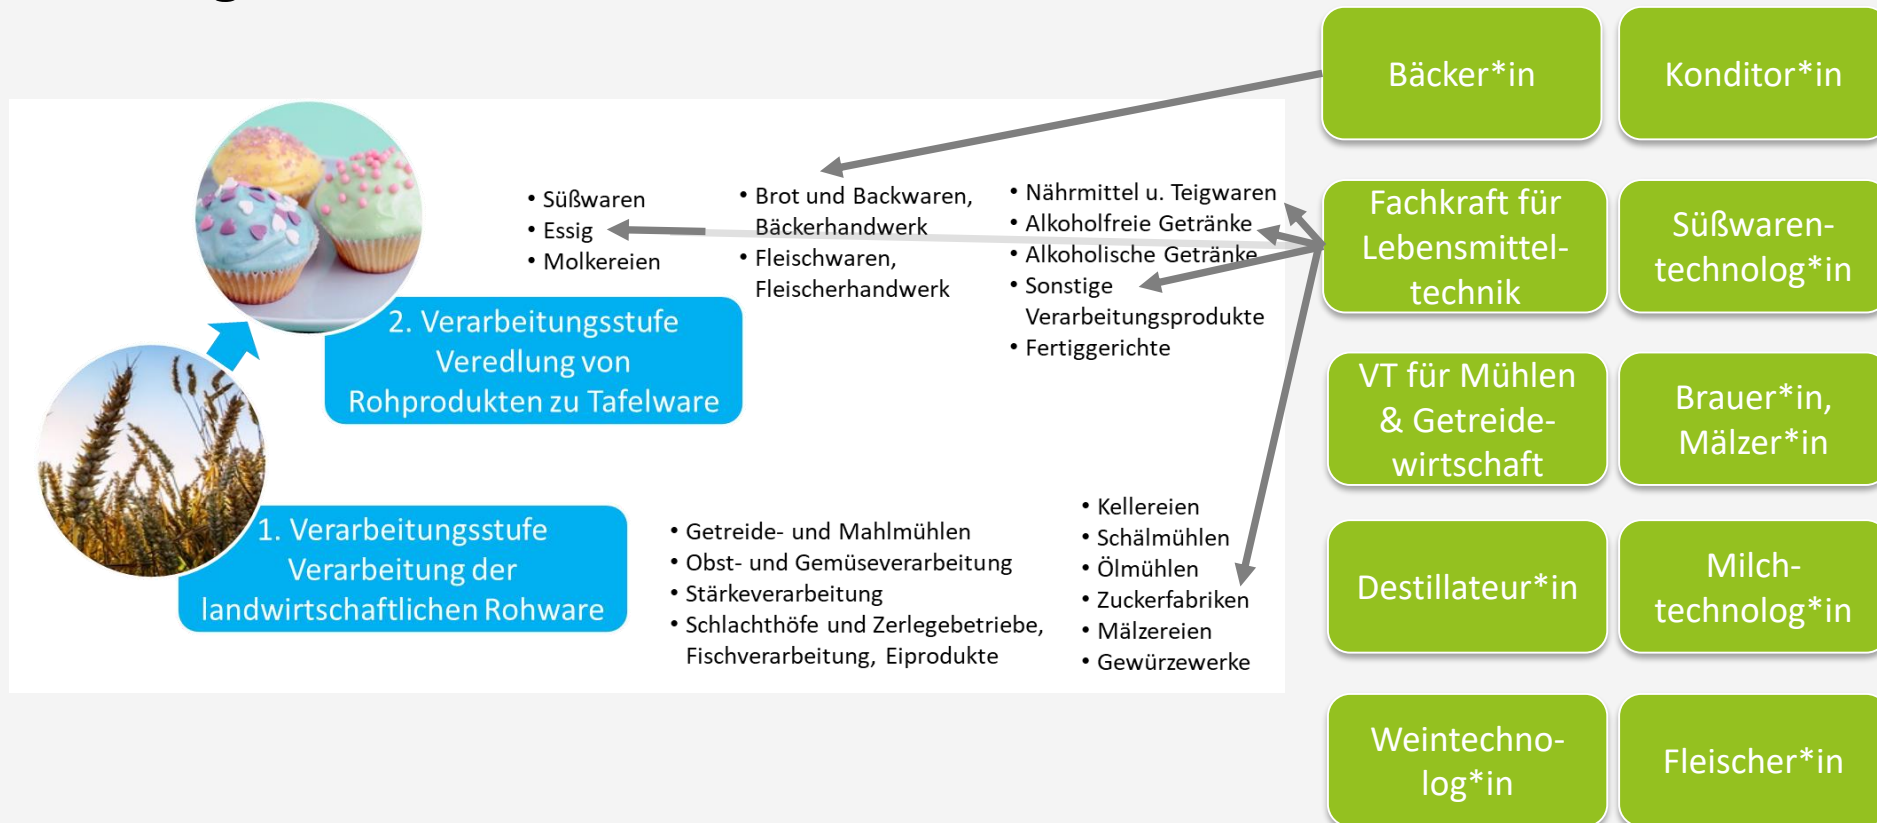 • Süßwaren
• Essig
• Molkereien
• Brot und Backwaren,
Bäckerhandwerk
• Fleischwaren,
Fleischerhandwerk
• Nährmittel u. Teigwaren
• Alkoholfreie Getränke
• Alkoholische Getränke
• Sonstige
Verarbeitungsprodukte
• Fertiggerichte
2. Verarbeitungsstufe
Veredlung von
Rohprodukten zu Tafelware
1. Verarbeitungsstufe
Verarbeitung der
landwirtschaftlichen Rohware
• Getreide- und Mahlmühlen
• Obst- und Gemüseverarbeitung
• Stärkeverarbeitung
• Schlachthöfe und Zerlegebetriebe,
Fischverarbeitung, Eiprodukte
• Kellereien
• Schälmühlen
• Ölmühlen
• Zuckerfabriken
• Mälzereien
• Gewürzewerke
Bäcker*in
Konditor*in
Fachkraft für
Lebensmittel-
technik
Süßwaren-
technolog*in
VT für Mühlen
& Getreide-
wirtschaft
Brauer*in,
Mälzer*in
Destillateur*in
Milch-
technolog*in
Weintechno-
log*in
Fleischer*in